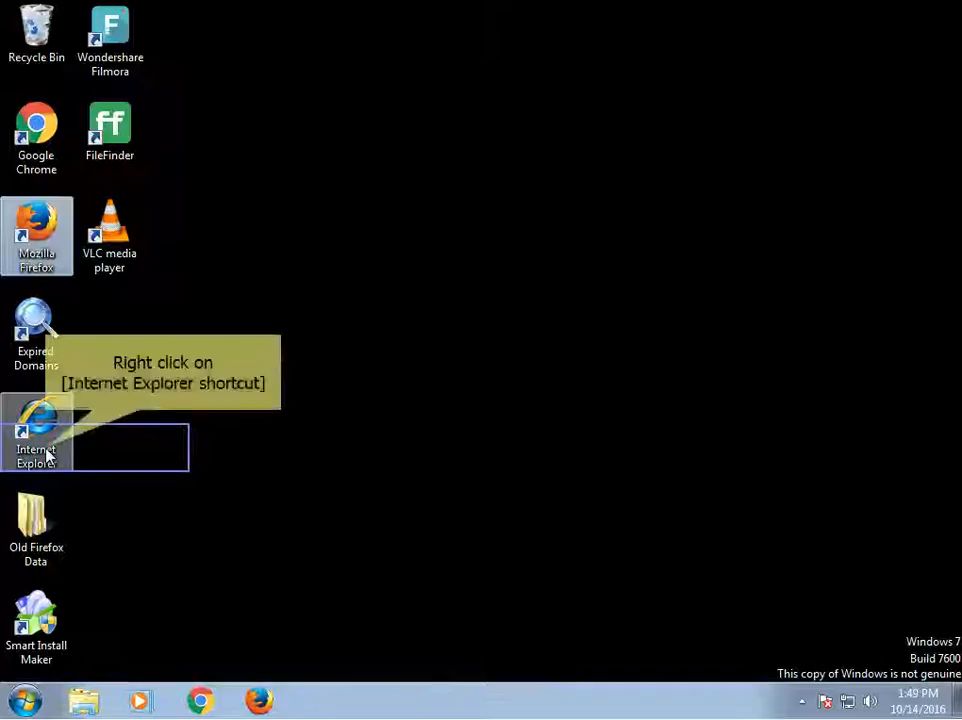 Recycle Bin
Wondershare
Filmora
Google
Chrome
FileFinder
Mozilla
Firefox
VLC media
player
Expired
Domains
Right click on
[Internet Explorer shortcut]
Internet
Explorer
Old Firefox
Data
Smart Install
Maker
Windows 7
Build 7600
This copy of Windows is not genuine
1:49 PM
10/14/2016